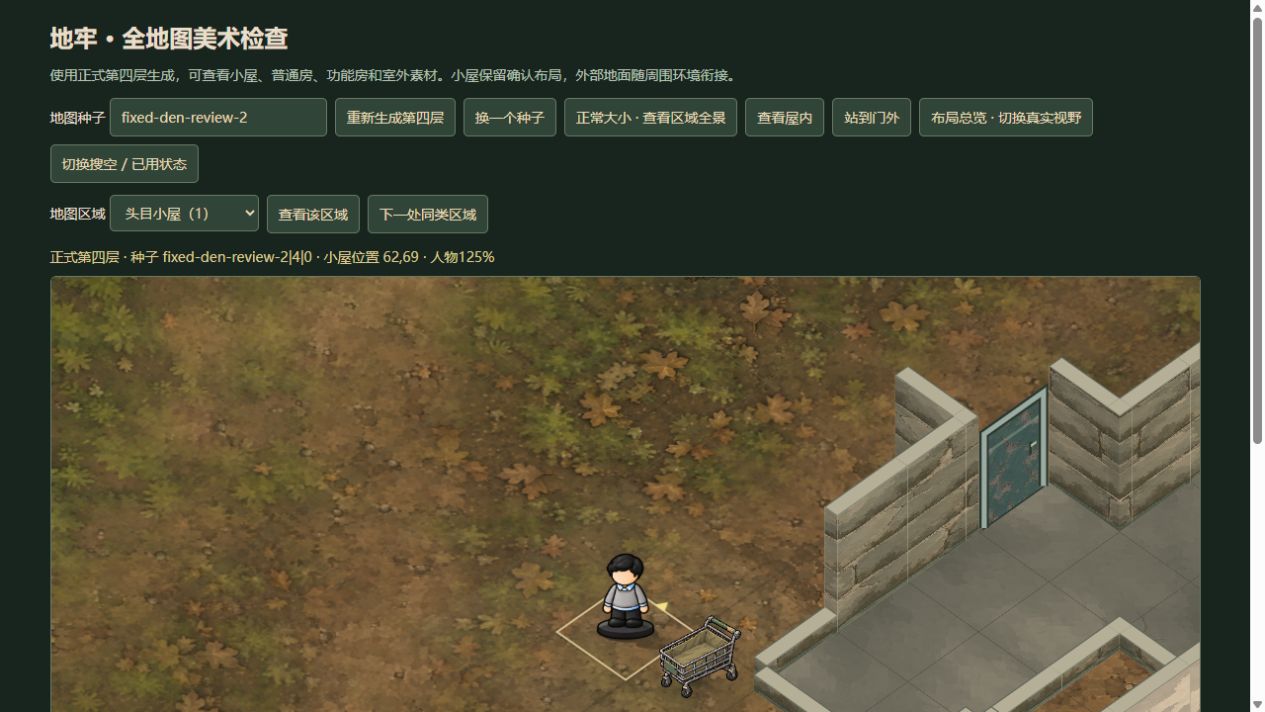 地牢 · 全地图美术检查
使用正式第四层生成，可查看小屋、普通房、功能房和室外素材。小屋保留确认布局，外部地面随周围环境衔接。
地图种子 fixed-den-review-2 重新生成第四层 换一个种子 正常大小 · 查看区域全景 查看屋内 站到门外 布局总览 · 切换真实视野
切换搜空 / 已用状态
地图区域 头目小屋（1） 查看该区域 下一处同类区域
正式第四层 · 种子 fixed-den-review-2|4|0 · 小屋位置 62,69 · 人物125%